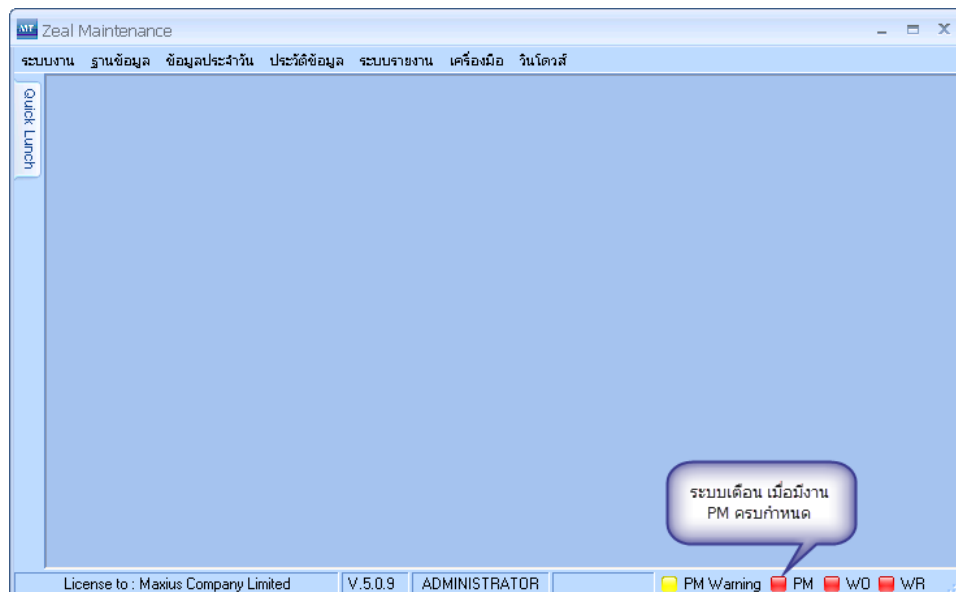 MT Zeal Maintenance
ระบบงาน ฐานข้อมูล ข้อมูลประจำวัน ประวัติข้อมูล ระบบรายงาน เครื่องมือ วินโดวส์
Quick Lunch
ระบบเตือน เมื่อมีงาน
PM ครบกำหนด
License to : Maxius Company Limited V.5.0.9 ADMINISTRATOR PM Warning PM WO WR